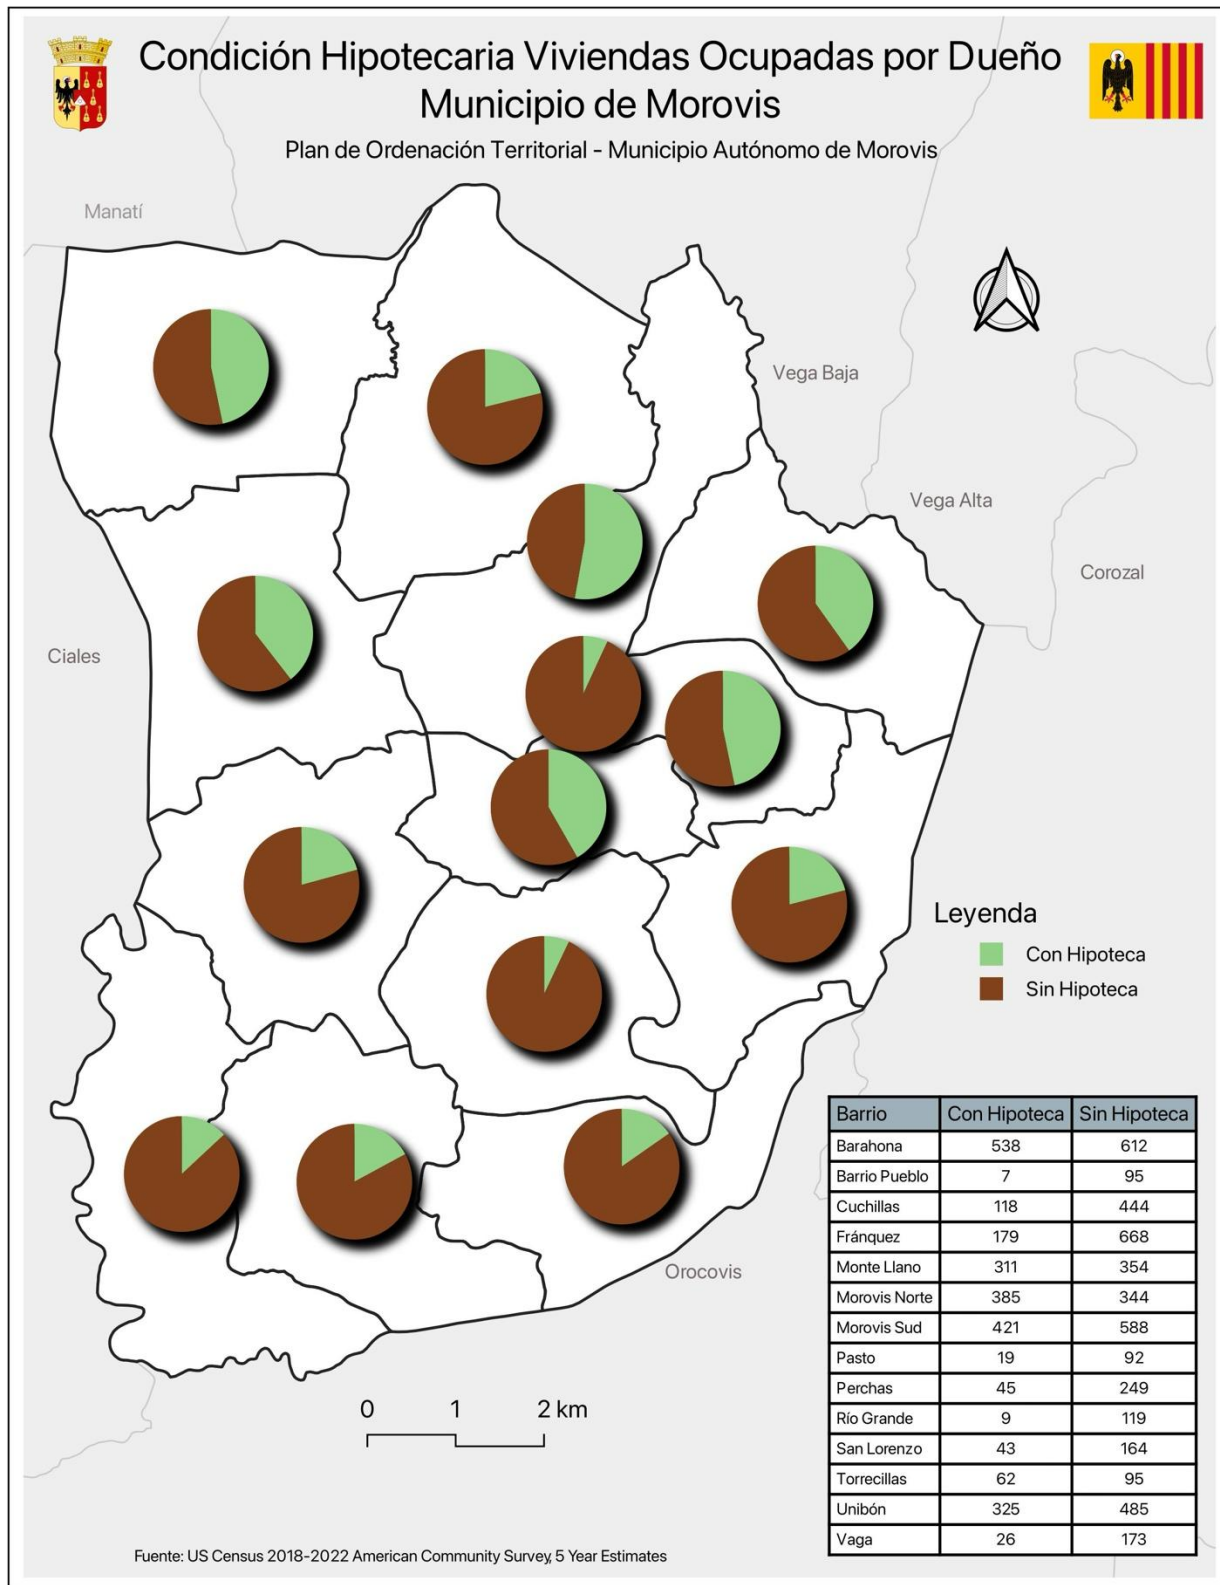 Condición Hipotecaria Viviendas Ocupadas por Dueño
Municipio de Morovis
Plan de Ordenación Territorial - Municipio Autónomo de Morovis
Manatí
Vega Baja
Vega Alta
Corozal
Ciales
Orocovis
Leyenda
Con Hipoteca
Sin Hipoteca
Barrio Con Hipoteca Sin Hipoteca
Barahona 538 612
Barrio Pueblo 7 95
Cuchillas 118 444
Fránquez 179 668
Monte Llano 311 354
Morovis Norte 385 344
Morovis Sud 421 588
Pasto 19 92
Perchas 45 249
Río Grande 9 119
San Lorenzo 43 164
Torrecillas 62 95
Unibón 325 485
Vaga 26 173
0 1 2 km
Fuente: US Census 2018-2022 American Community Survey, 5 Year Estimates